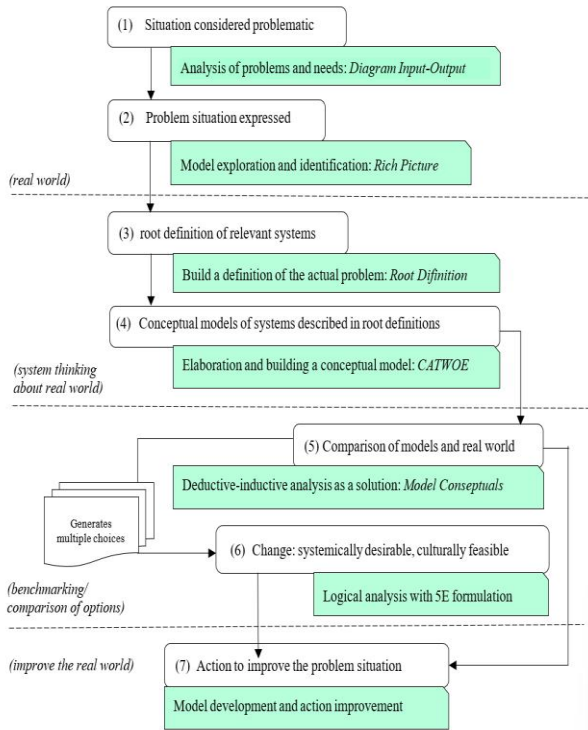 (1) Situation considered problematic
Analysis of problems and needs: Diagram Input-Output
(2) Problem situation expressed
Model exploration and identification: Rich Picture
(real world)
(3) root definition of relevant systems
Build a definition of the actual problem: Root Difinition
(4) Conceptual models of systems described in root definitions
Elaboration and building a conceptual model: CATWOE
(system thinking
about real world)
(5) Comparison of models and real world
Deductive-inductive analysis as a solution: Model Conseptuals
Generates
multiple choices
(6) Change: systemically desirable, culturally feasible
Logical analysis with 5E formulation
(benchmarking/
comparison of options)
(improve the real world)
(7) Action to improve the problem situation
Model development and action improvement